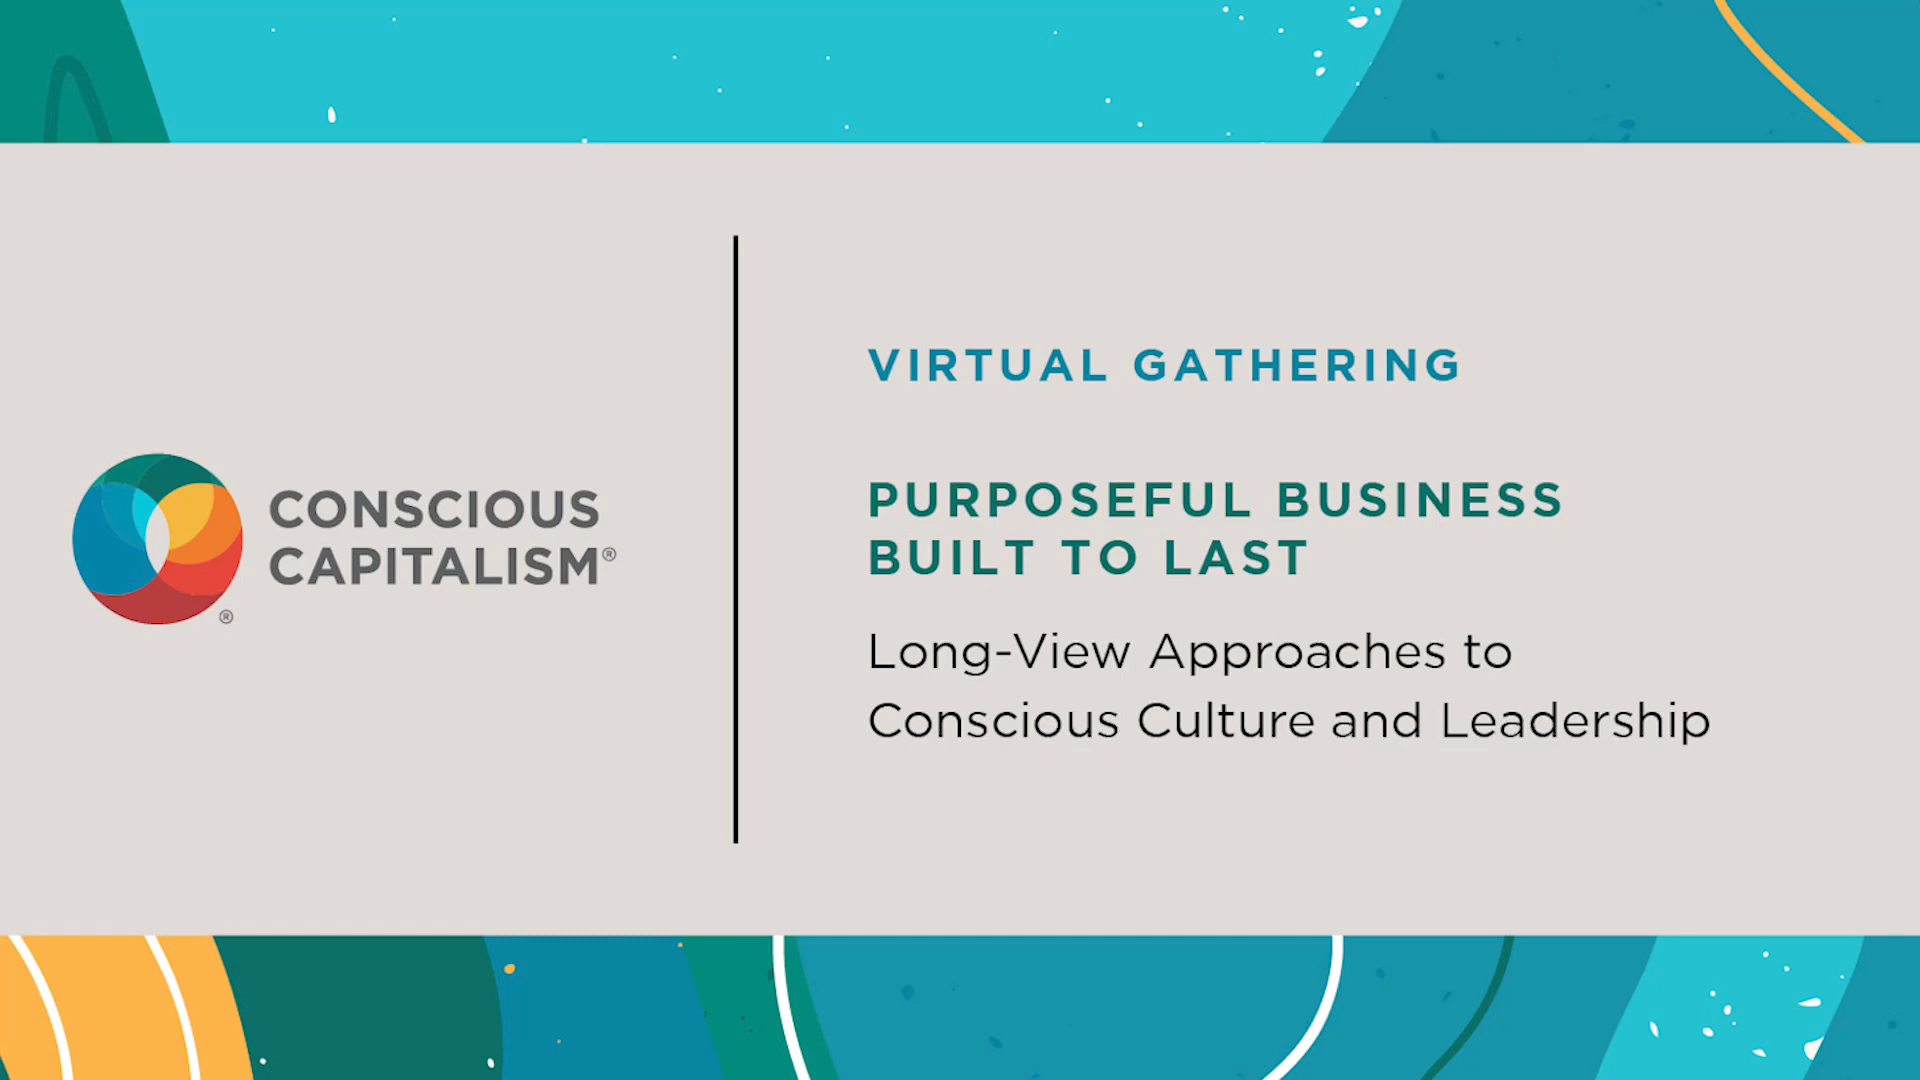 CONSCIOUS
CAPITALISM®
®
VIRTUAL GATHERING
PURPOSEFUL BUSINESS
BUILT TO LAST
Long-View Approaches to
Conscious Culture and Leadership